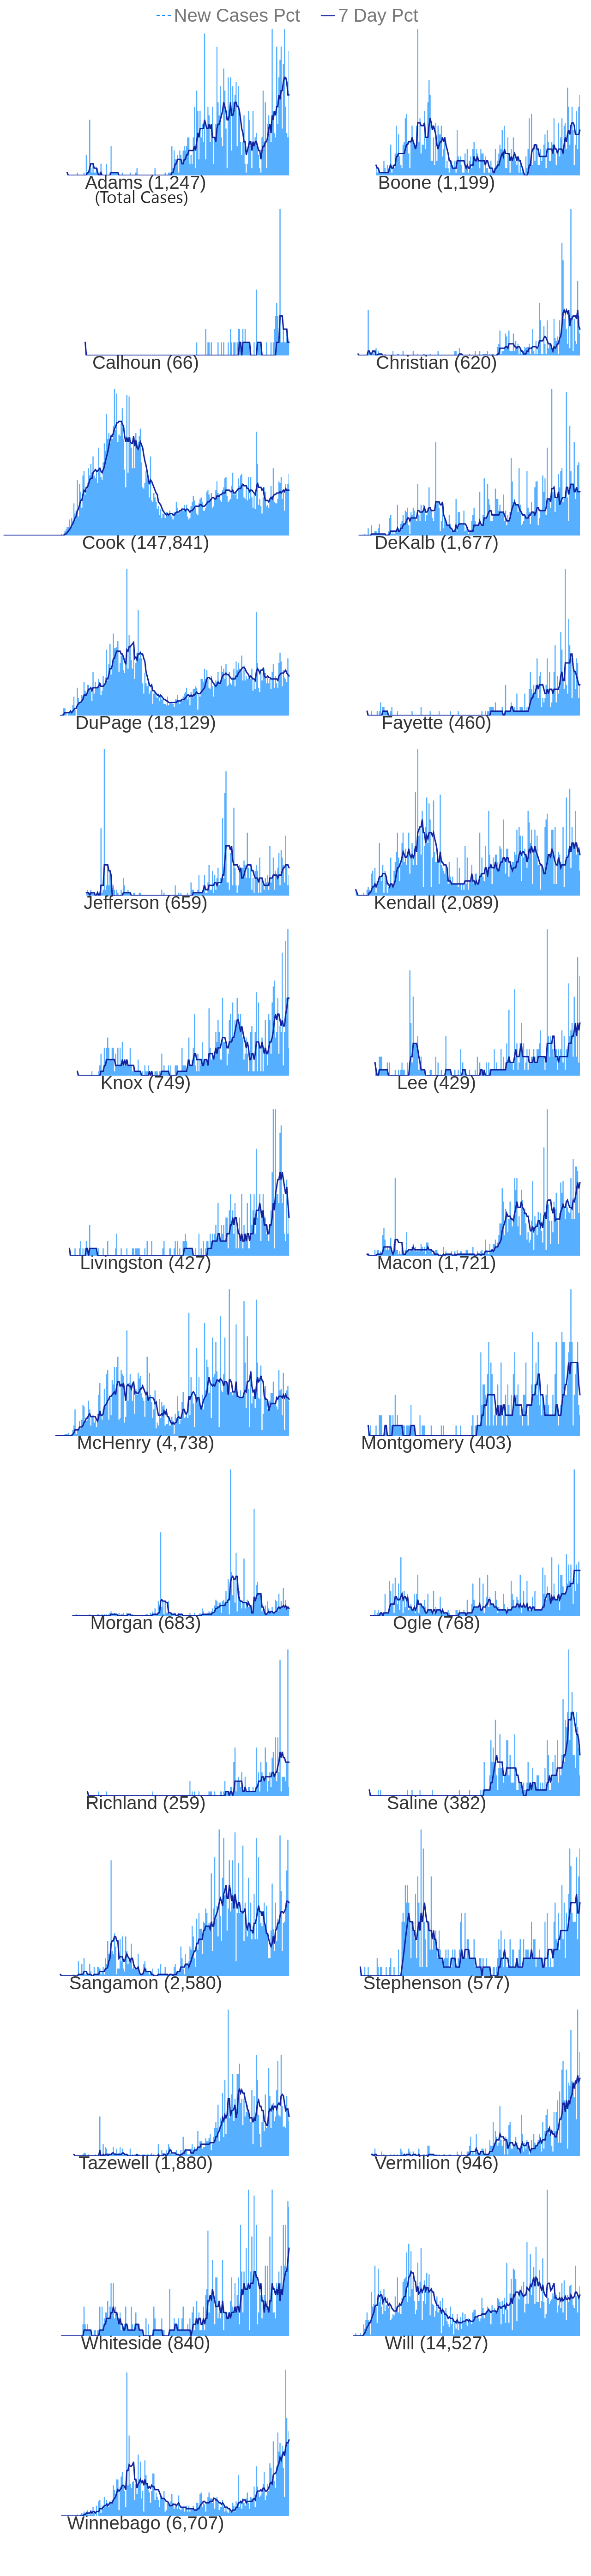 New Cases Pct 7 Day Pct
Adams (1,247) Boone (1,199)
(Total Cases)
Calhoun (66) Christian (620)
Cook (147,841) DeKalb (1,677)
DuPage (18,129) Fayette (460)
Jefferson (659) Kendall (2,089)
Knox (749) Lee (429)
Livingston (427) Macon (1,721)
McHenry (4,738) Montgomery (403)
Morgan (683) Ogle (768)
Richland (259) Saline (382)
Sangamon (2,580) Stephenson (577)
Tazewell (1,880) Vermilion (946)
Whiteside (840) Will (14,527)
Winnebago (6,707)